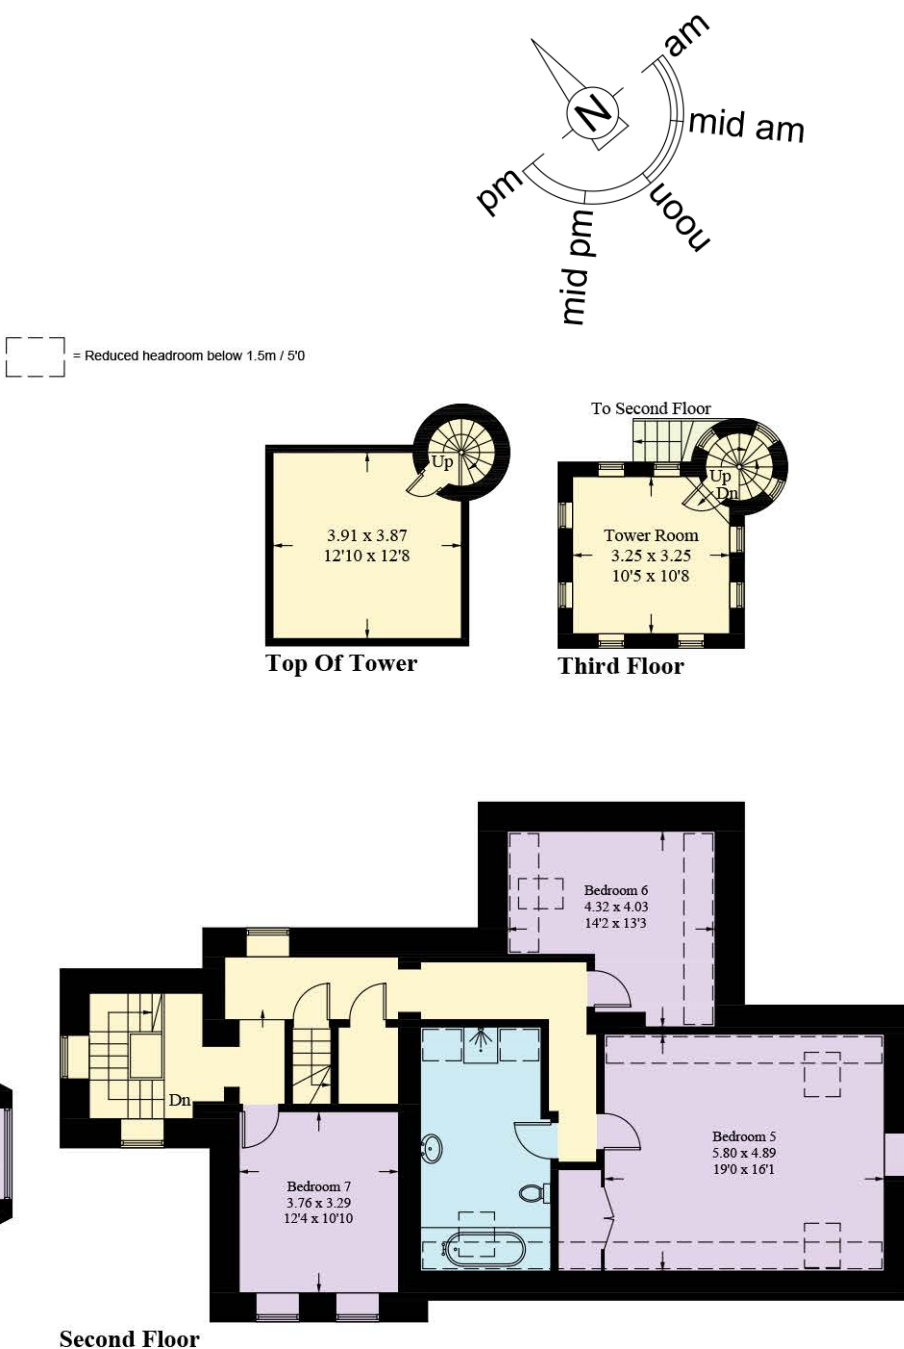 am
mid am
N
pm
noon
mid pm
= Reduced headroom below 1.5m / 5'0
To Second Floor
Up
Up
Dn
3.91 x 3.87
12'10 x 12'8
Tower Room
3.25 x 3.25
10'5 x 10'8
Top Of Tower
Third Floor
Bedroom 6
4.32 x 4.03
14'2 x 13'3
Dn
Bedroom 5
5.80 x 4.89
19'0 x 16'1
Bedroom 7
3.76 x 3.29
12'4 x 10'10
Second Floor